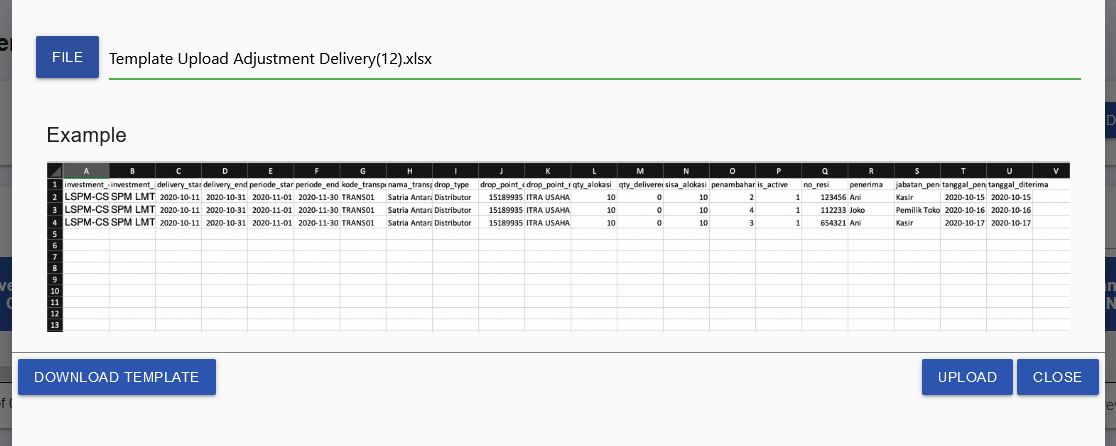 FILE Template Upload Adjustment Delivery(12).xlsx
Example
A B C D E F G H I J K L M N O P Q R S T U V
1 investment_ investment_ delivery_star delivery_end periode_star periode_end kode_transp nama_transp drop_type drop_point_ drop_point_ qty_alokasi qty_delivere sisa_alokasi penambahar is_active no_resi penerima jabatan_pen tanggal_pen tanggal_diterima
2 LSPM-CS SPM LMT 2020-10-11 2020-10-31 2020-11-01 2020-11-30 TRANS01 Satria Antara Distributor 15189935 ITRA USAHA 10 0 10 2 1 123456 Ani Kasir 2020-10-15 2020-10-15
3 LSPM-CS SPM LMT 2020-10-11 2020-10-31 2020-11-01 2020-11-30 TRANS01 Satria Antara Distributor 15189935 ITRA USAHA 10 0 10 4 1 112233 Joko Pemilik Toko 2020-10-16 2020-10-16
4 LSPM-CS SPM LMT 2020-10-11 2020-10-31 2020-11-01 2020-11-30 TRANS01 Satria Antara Distributor 15189935 ITRA USAHA 10 0 10 3 1 654321 Ani Kasir 2020-10-17 2020-10-17
5
6
7
8
9
10
11
12
13
DOWNLOAD TEMPLATE UPLOAD CLOSE